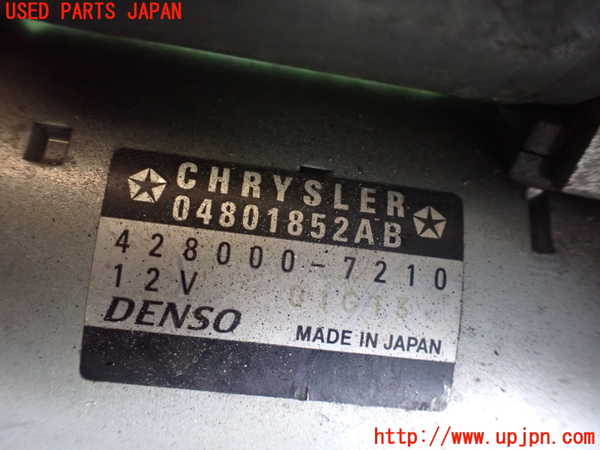 USED PARTS JAPAN
CHRYSLER
04801852AB
428000-7210
12V
DENSO
MADE IN JAPAN
http://www.upjpn.com/